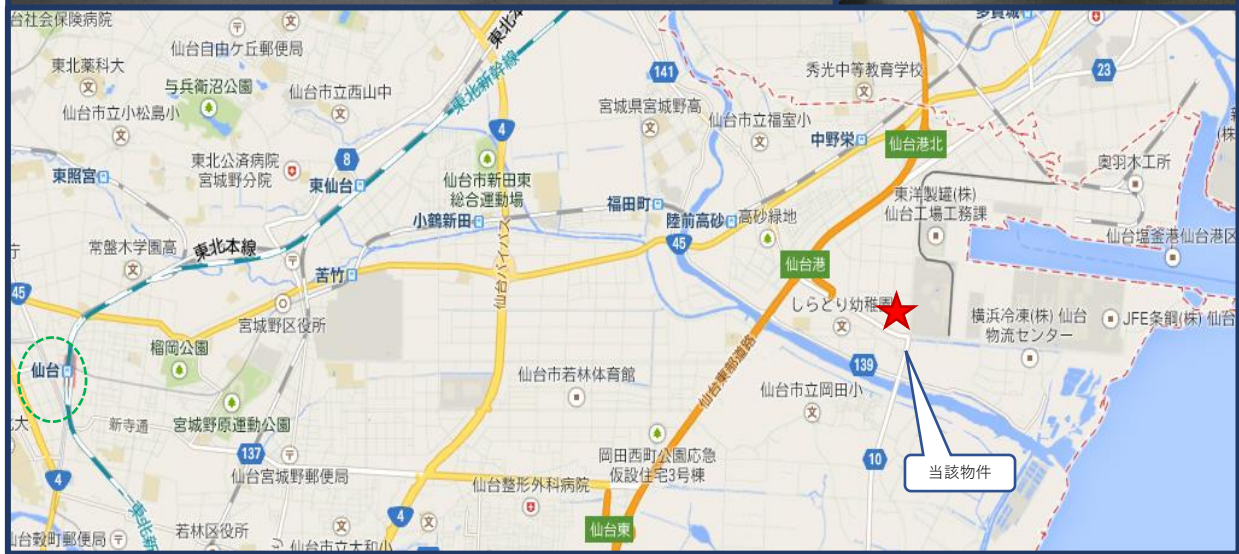 台社会保険病院
仙台市自由ケ丘郵便局
東北本
東北新幹線
多賀城
東北薬科大
与兵衛沼公園
仙台市立西山中
141
秀光中等教育学校
23
仙台市立小松島小
4
宮城県宮城野高
仙台市立福室小
中野栄
仙台港北
東北公済病院
宮城野分院
8
東照宮
東仙台
仙台市新田東
総合運動場
奥羽木工所
東洋製罐(株)
仙台工場工務課
小鶴新田
福田町
陸前高砂
高砂緑地
45
仙台塩釜港仙台港区
常盤木学園高
東北本線
苦竹
仙台バイパス
仙台港
45
宮城野区役所
しらとり幼稚園
横浜冷凍(株) 仙台
物流センター
JFE条鋼(株) 仙台
榴岡公園
仙台
仙台市若林体育館
仙台東部道路
139
仙台市立岡田小
新寺通
宮城野原運動公園
137
仙台宮城野郵便局
岡田西町公園応急
仮設住宅3号棟
10
当該物件
4
仙台整形外科病院
4
仙台東
台穀町郵便局
若林区役所
東北新
仙台市立大和小